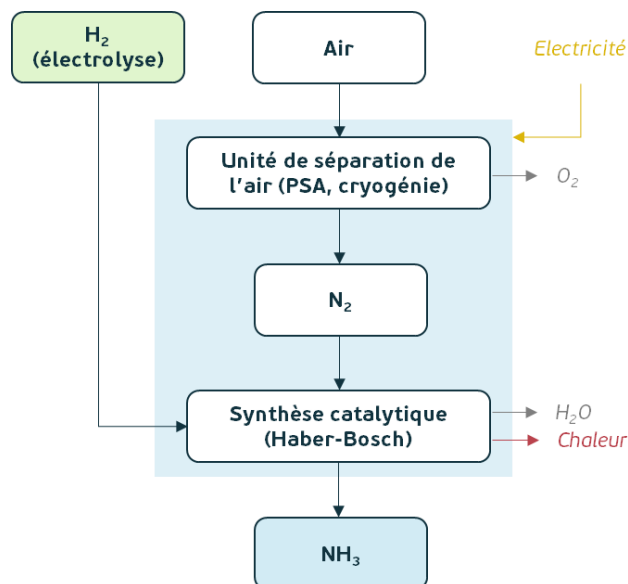 H₂
(électrolyse)
Air
Electricité
Unité de séparation de
l'air (PSA, cryogénie)
O₂
N₂
Synthèse catalytique
(Haber-Bosch)
H₂O
Chaleur
NH₃